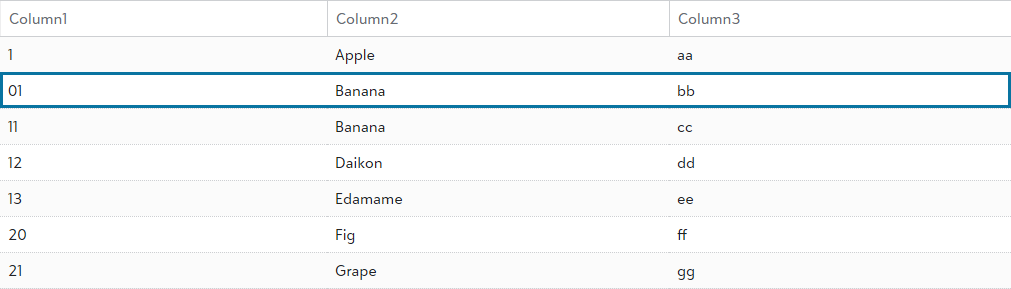 Column1 Column2 Column3
1 Apple aa
01 Banana bb
11 Banana cc
12 Daikon dd
13 Edamame ee
20 Fig ff
21 Grape gg